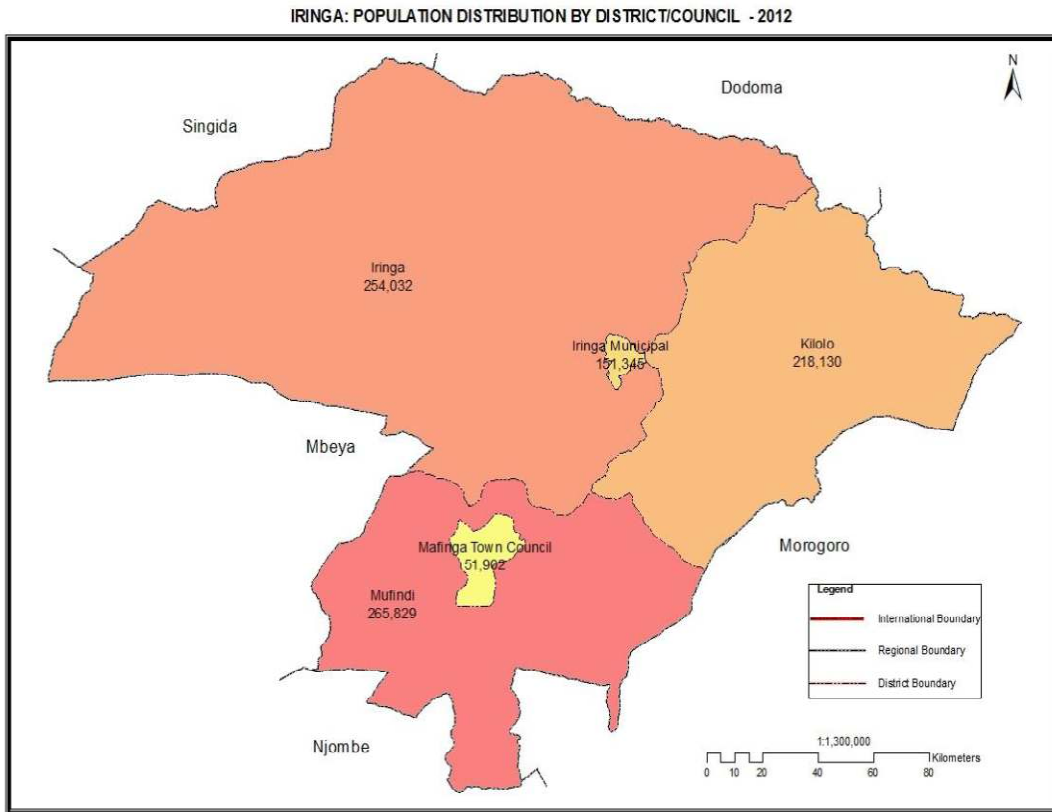 IRINGA: POPULATION DISTRIBUTION BY DISTRICT/COUNCIL - 2012
N
Dodoma
Singida
Iringa
254,032
Iringa Municipal
151,345
Kilolo
218,130
Mbeya
Mafinga Town Council
51,902
Morogoro
Mufindi
265,829
Legend
International Boundary
Regional Boundary
District Boundary
Njombe
1:1,300,000
Kilometers
0 10 20 40 60 80